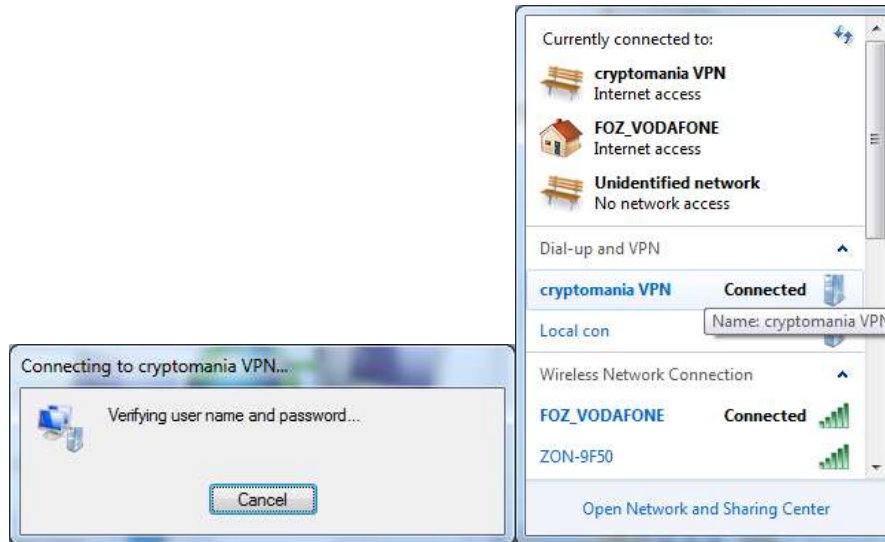 Connecting to cryptomania VPN...
Verifying user name and password...
Cancel
Currently connected to:
cryptomania VPN
Internet access
FOZ_VODAFONE
Internet access
Unidentified network
No network access
Dial-up and VPN
cryptomania VPN Connected
Name: cryptomania VPN
Local con
Wireless Network Connection
FOZ_VODAFONE Connected
ZON-9F50
Open Network and Sharing Center